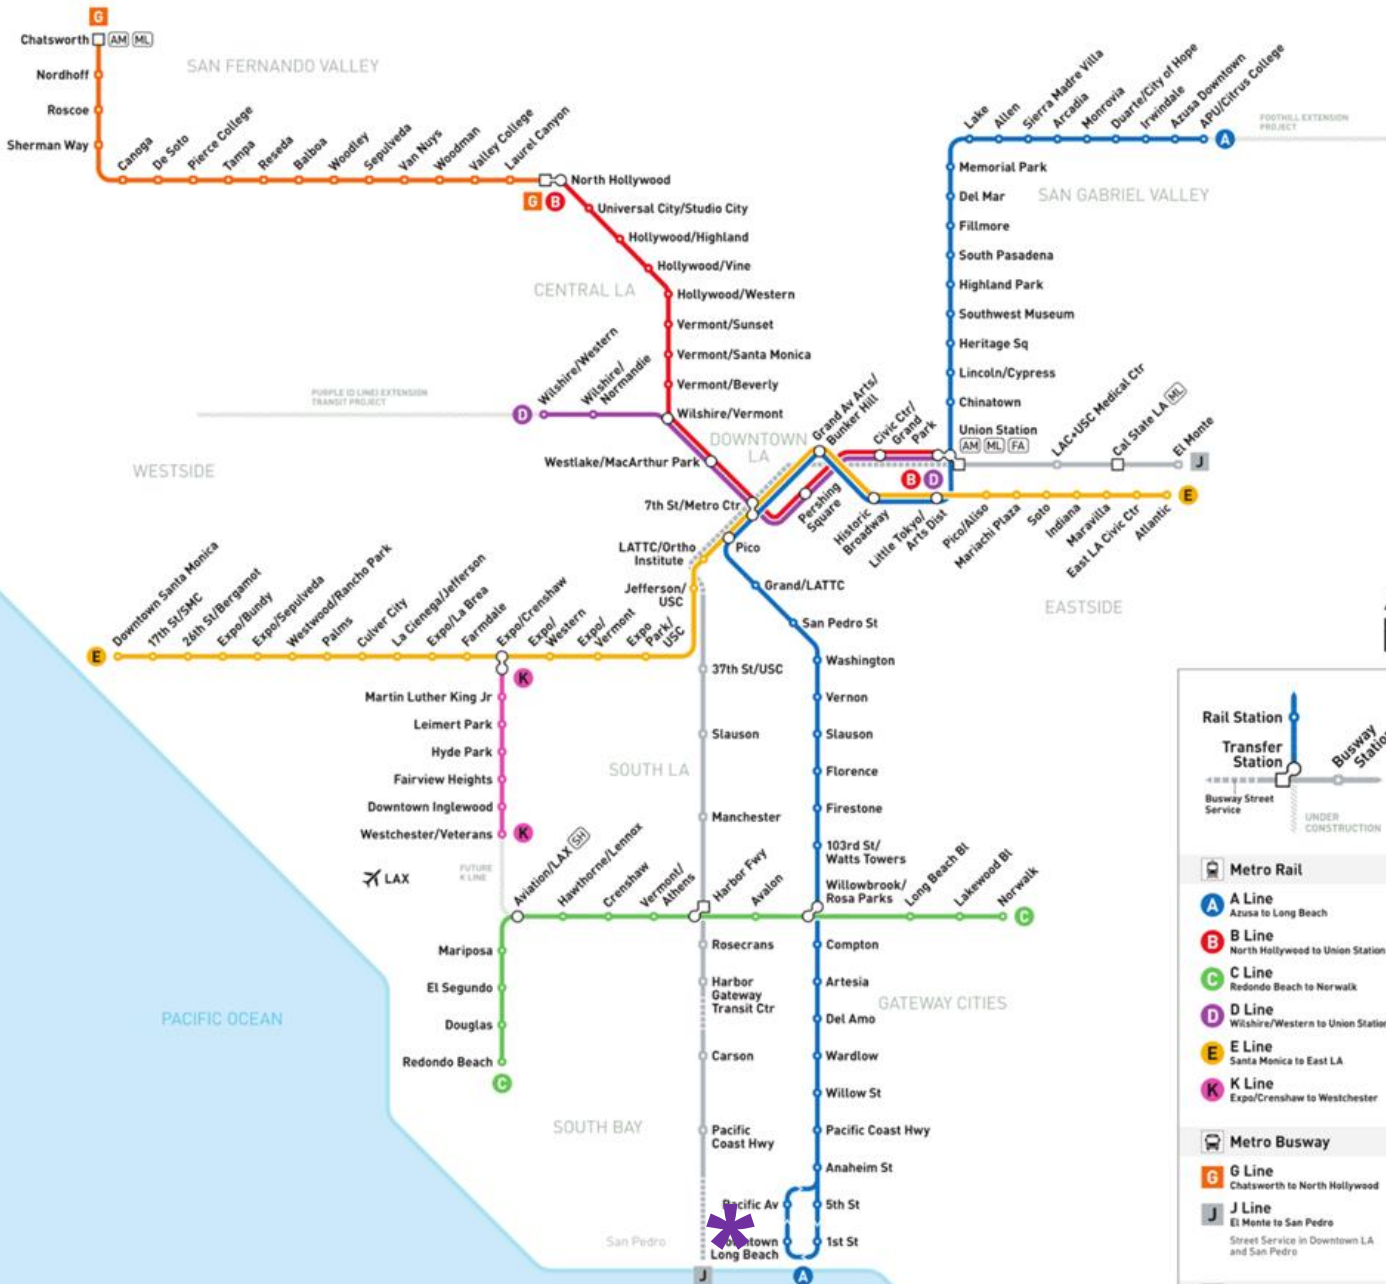 G
Chatsworth AM ML
SAN FERNANDO VALLEY
Nordhoff
Roscoe
Sherman Way
Canoga
De Soto
Pierce College
Tampa
Reseda
Balboa
Woodley
Sepulveda
Van Nuys
Woodman
Valley College
Laurel Canyon
North Hollywood
G B
Universal City/Studio City
Hollywood/Highland
Hollywood/Vine
CENTRAL LA
Hollywood/Western
Vermont/Sunset
Vermont/Santa Monica
Vermont/Beverly
Wilshire/Vermont
Wilshire/Western
Wilshire/
Normandie
PURPLE (D LINE) EXTENSION
TRANSIT PROJECT
D
WESTSIDE
Westlake/MacArthur Park
DOWNTOWN
LA
7th St/Metro Ctr
Grand Av Arts/
Bunker Hill
Civic Ctr/
Grand
Park
Pershing
Square
Historic
Broadway
Little Tokyo/
Arts Dist
B D
Lake
Allen
Sierra Madre Villa
Arcadia
Monrovia
Duarte/City of Hope
Irwindale
Azusa Downtown
APU/Citrus College
A
FOOTHILL EXTENSION
PROJECT
Memorial Park
Del Mar
SAN GABRIEL VALLEY
Fillmore
South Pasadena
Highland Park
Southwest Museum
Heritage Sq
Lincoln/Cypress
Chinatown
Union Station
AM ML FA
LAC+USC Medical Ctr
Cal State LA ML
El Monte
J
Pico/Aliso
Mariachi Plaza
Soto
Indiana
Maravilla
East LA Civic Ctr
Atlantic
E
EASTSIDE
LATTC/Ortho
Institute
Pico
Jefferson/
USC
Grand/LATTC
San Pedro St
E
Downtown Santa Monica
17th St/SMC
26th St/Bergamot
Expo/Bundy
Expo/Sepulveda
Westwood/Rancho Park
Palms
Culver City
La Cienega/Jefferson
Expo/La Brea
Farmdale
Expo/Crenshaw
Expo/
Western
Expo/
Vermont
Expo
Park/
USC
K
Martin Luther King Jr
Leimert Park
Hyde Park
Fairview Heights
Downtown Inglewood
Westchester/Veterans
K
LAX
FUTURE
K LINE
SOUTH LA
37th St/USC
Slauson
Manchester
Washington
Vernon
Slauson
Florence
Firestone
103rd St/
Watts Towers
Willowbrook/
Rosa Parks
Aviation/LAX SH
Hawthorne/Lennox
Crenshaw
Vermont/
Athens
Harbor Fwy
Avalon
Long Beach Bl
Lakewood Bl
Norwalk
C
Mariposa
El Segundo
Douglas
Redondo Beach
C
PACIFIC OCEAN
Rosecrans
Harbor
Gateway
Transit Ctr
Carson
Pacific
Coast Hwy
SOUTH BAY
San Pedro
J
Compton
Artesia
GATEWAY CITIES
Del Amo
Wardlow
Willow St
Pacific Coast Hwy
Anaheim St
Pacific Av
5th St
1st St
Long Beach
A
Rail Station
Transfer
Station
Busway
Busway Street
Service
UNDER
CONSTRUCTION
Metro Rail
A A Line
Azusa to Long Beach
B B Line
North Hollywood to Union Station
C C Line
Redondo Beach to Norwalk
D D Line
Wilshire/Western to Union Station
E E Line
Santa Monica to East LA
K K Line
Expo/Crenshaw to Westchester
Metro Busway
G G Line
Chatsworth to North Hollywood
J J Line
El Monte to San Pedro
Street Service in Downtown LA
and San Pedro